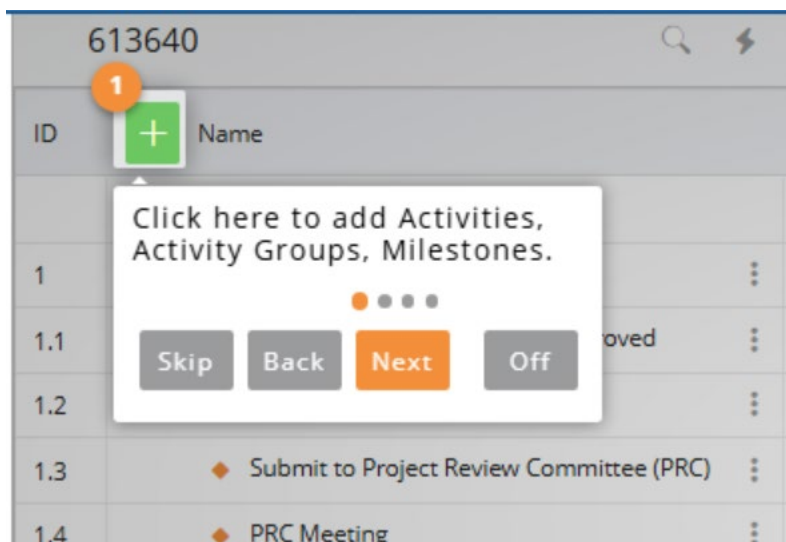 613640
1
ID
+ Name
Click here to add Activities,
Activity Groups, Milestones.
1
1.1
oved
Skip Back Next Off
1.2
1.3 Submit to Project Review Committee (PRC)
1.4 PRC Meeting